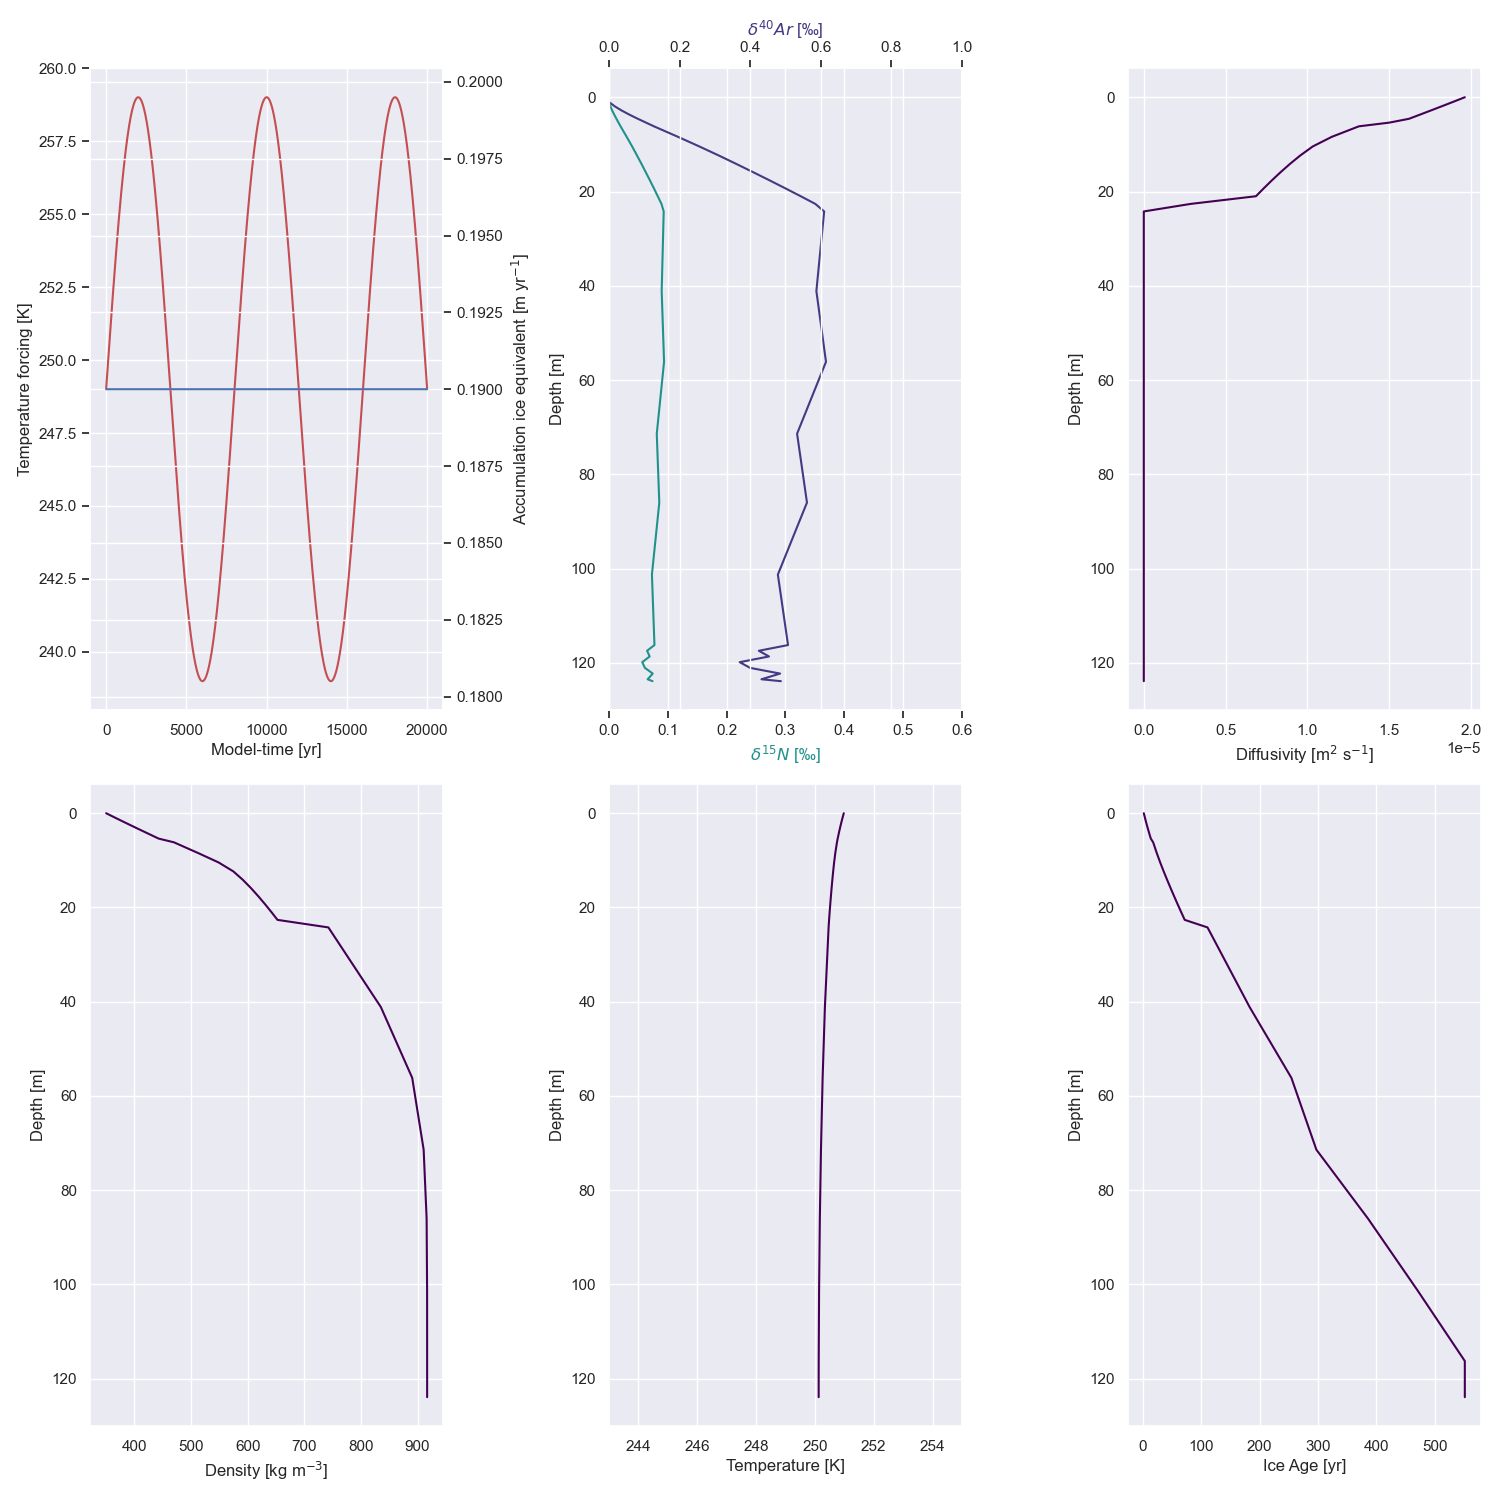 δ⁴⁰Ar [‰]
0.0 0.2 0.4 0.6 0.8 1.0
260.0
257.5
255.0
252.5
250.0
247.5
245.0
242.5
240.0
Temperature forcing [K]
0 5000 10000 15000 20000
Model-time [yr]
0.2000
0.1975
0.1950
0.1925
0.1900
0.1875
0.1850
0.1825
0.1800
Accumulation ice equivalent [m yr⁻¹]
0
20
40
60
80
100
120
Depth [m]
0.0 0.1 0.2 0.3 0.4 0.5 0.6
δ¹⁵N [‰]
0
20
40
60
80
100
120
Depth [m]
0.0 0.5 1.0 1.5 2.0
1e−5
Diffusivity [m² s⁻¹]
0
20
40
60
80
100
120
Depth [m]
400 500 600 700 800 900
Density [kg m⁻³]
0
20
40
60
80
100
120
Depth [m]
244 246 248 250 252 254
Temperature [K]
0
20
40
60
80
100
120
Depth [m]
0 100 200 300 400 500
Ice Age [yr]